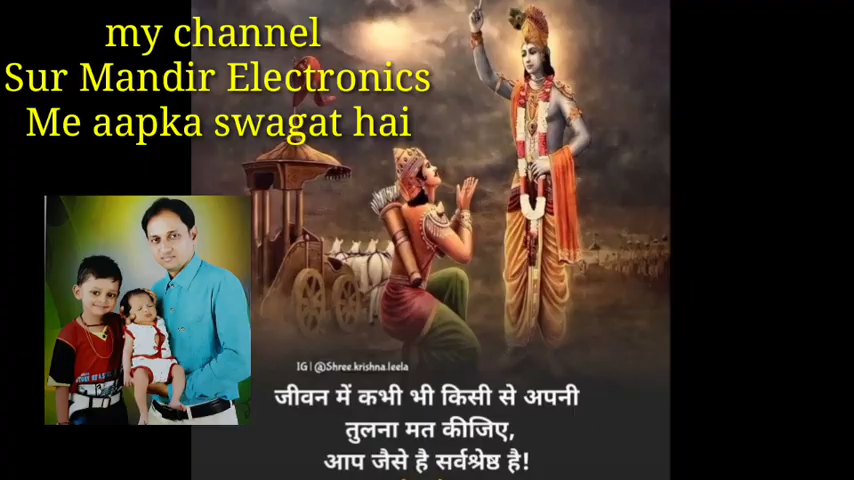 my channel
Sur Mandir Electronics
Me aapka swagat hai
IG | @Shree.krishna.leela
जीवन में कभी भी किसी से अपनी
तुलना मत कीजिए,
आप जैसे है सर्वश्रेष्ठ है!